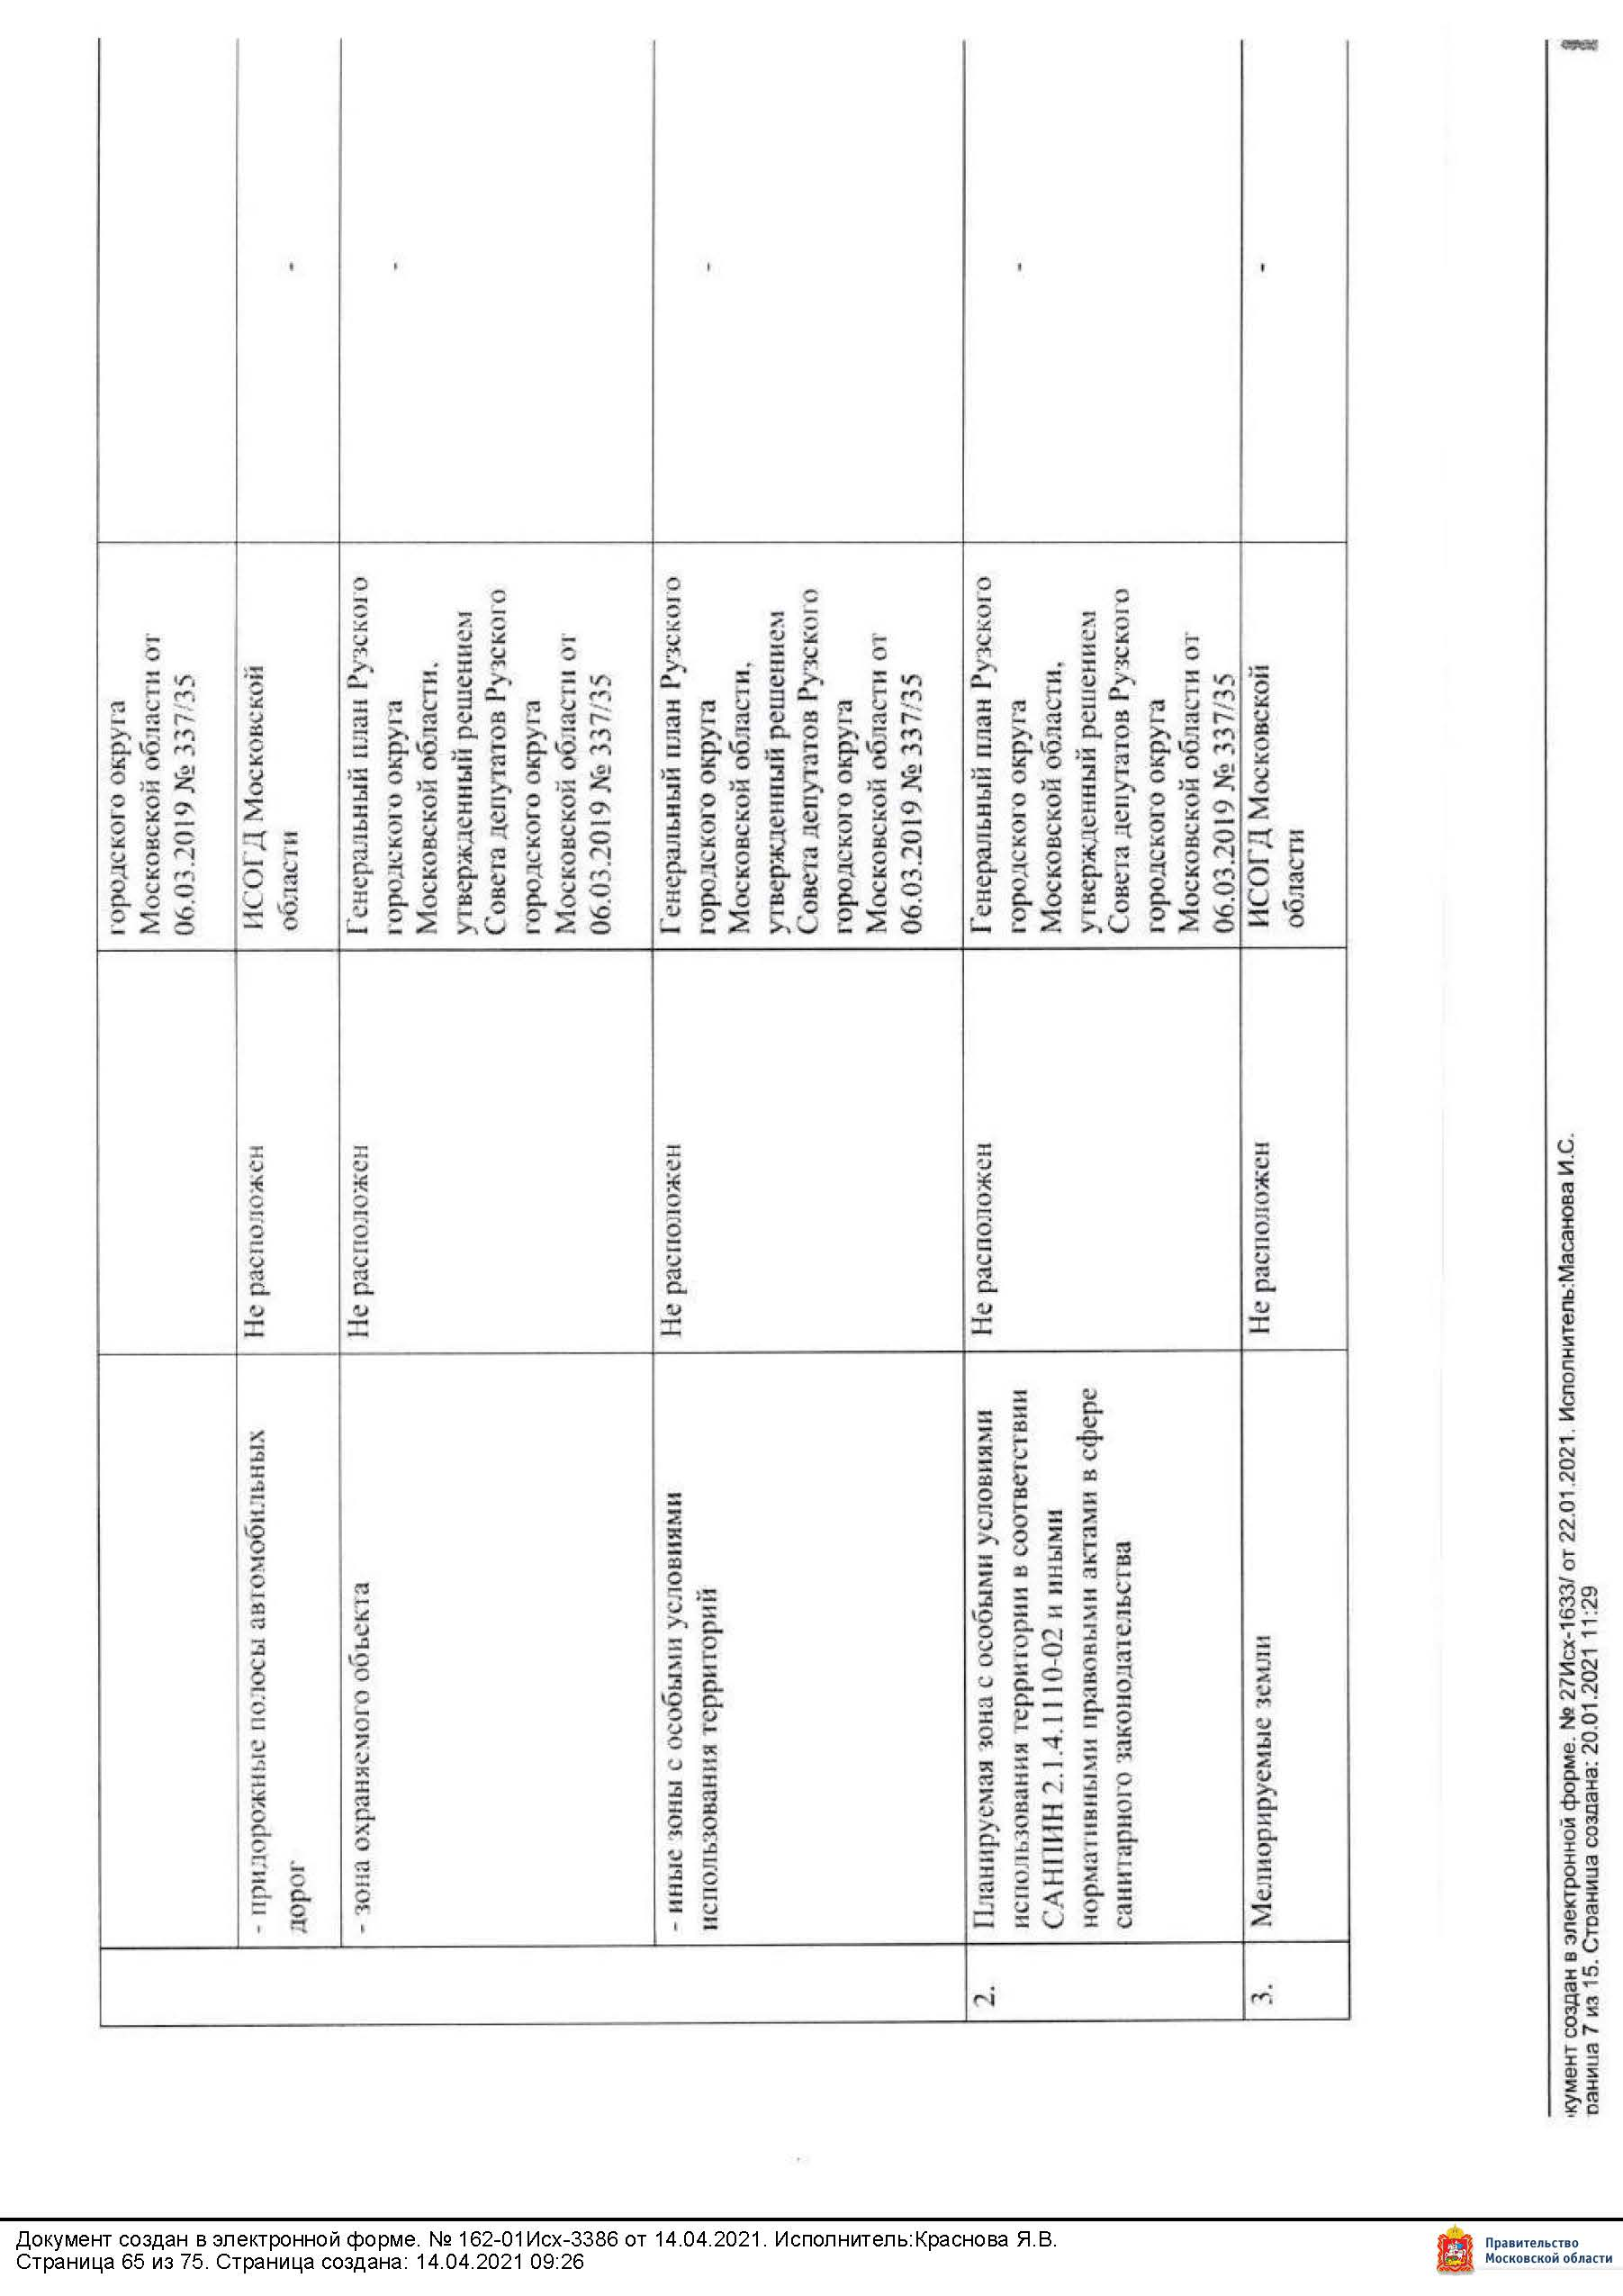 городского округа
Московской области от
06.03.2019 № 337/35
- придорожные полосы автомобильных
дорог
Не расположен
ИСОГД Московской
области
-
- зона охраняемого объекта
Не расположен
Генеральный план Рузского
городского округа
Московской области,
утвержденный решением
Совета депутатов Рузского
городского округа
Московской области от
06.03.2019 № 337/35
-
- иные зоны с особыми условиями
использования территорий
Не расположен
Генеральный план Рузского
городского округа
Московской области,
утвержденный решением
Совета депутатов Рузского
городского округа
Московской области от
06.03.2019 № 337/35
-
2.
Планируемая зона с особыми условиями
использования территории в соответствии
САНПИН 2.1.4.1110-02 и иными
нормативными правовыми актами в сфере
санитарного законодательства
Не расположен
Генеральный план Рузского
городского округа
Московской области,
утвержденный решением
Совета депутатов Рузского
городского округа
Московской области от
06.03.2019 № 337/35
-
3.
Мелиорируемые земли
Не расположен
ИСОГД Московской
области
-
кумент создан в электронной форме. № 27Исх-1633/ от 22.01.2021. Исполнитель:Масанова И.С.
раница 7 из 15. Страница создана: 20.01.2021 11:29
Документ создан в электронной форме. № 162-01Исх-3386 от 14.04.2021. Исполнитель:Краснова Я.В.
Страница 65 из 75. Страница создана: 14.04.2021 09:26
Правительство
Московской области